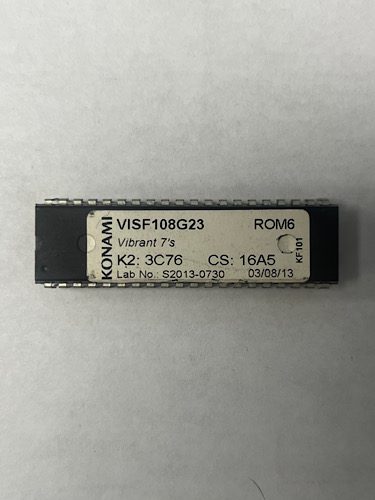 KONAMI
VISF108G23 ROM6
Vibrant 7's
K2: 3C76 CS: 16A5
Lab No.: S2013-0730 03/08/13
KF101